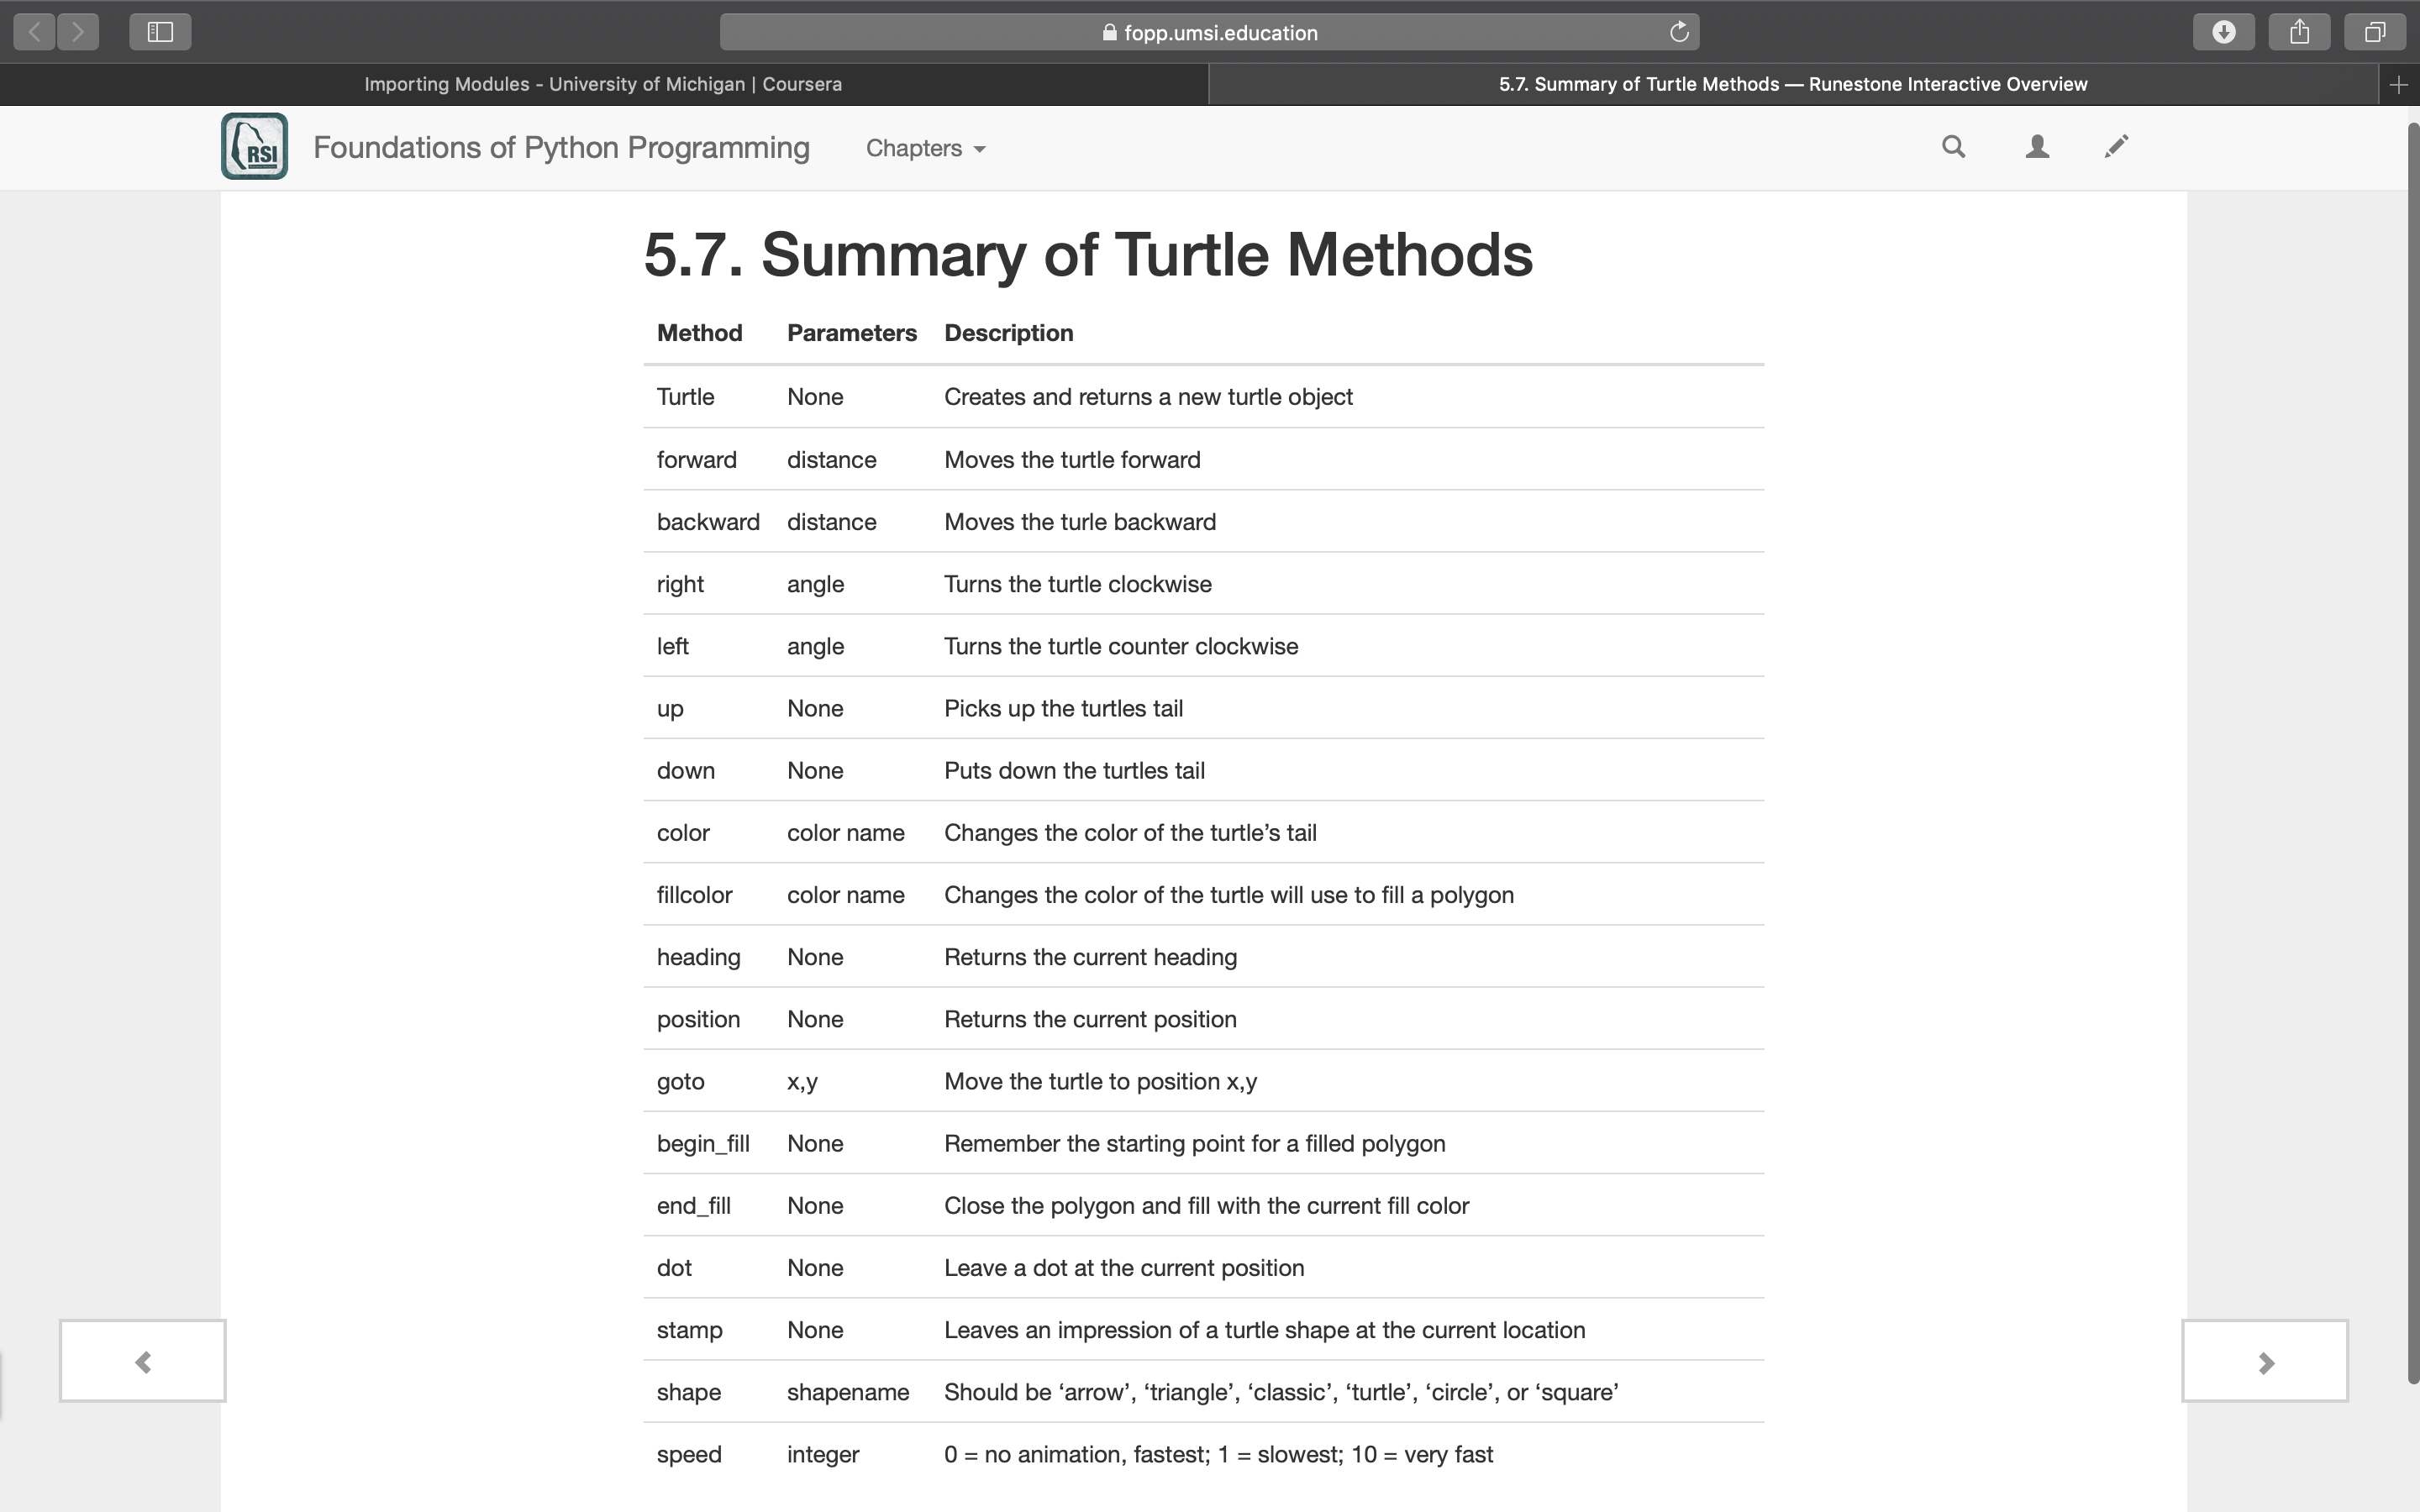 fopp.umsi.education
Importing Modules - University of Michigan | Coursera
5.7. Summary of Turtle Methods — Runestone Interactive Overview
RSI
Foundations of Python Programming Chapters
5.7. Summary of Turtle Methods
Method Parameters Description
Turtle None Creates and returns a new turtle object
forward distance Moves the turtle forward
backward distance Moves the turle backward
right angle Turns the turtle clockwise
left angle Turns the turtle counter clockwise
up None Picks up the turtles tail
down None Puts down the turtles tail
color color name Changes the color of the turtle’s tail
fillcolor color name Changes the color of the turtle will use to fill a polygon
heading None Returns the current heading
position None Returns the current position
goto x,y Move the turtle to position x,y
begin_fill None Remember the starting point for a filled polygon
end_fill None Close the polygon and fill with the current fill color
dot None Leave a dot at the current position
stamp None Leaves an impression of a turtle shape at the current location
shape shapename Should be ‘arrow’, ‘triangle’, ‘classic’, ‘turtle’, ‘circle’, or ‘square’
speed integer 0 = no animation, fastest; 1 = slowest; 10 = very fast